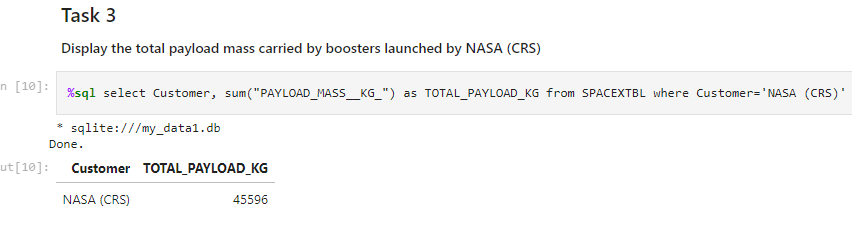 Task 3
Display the total payload mass carried by boosters launched by NASA (CRS)
n [10]: %sql select Customer, sum("PAYLOAD_MASS__KG_") as TOTAL_PAYLOAD_KG from SPACEXTBL where Customer='NASA (CRS)'
* sqlite:///my_data1.db
Done.
ut[10]: Customer TOTAL_PAYLOAD_KG
NASA (CRS) 45596